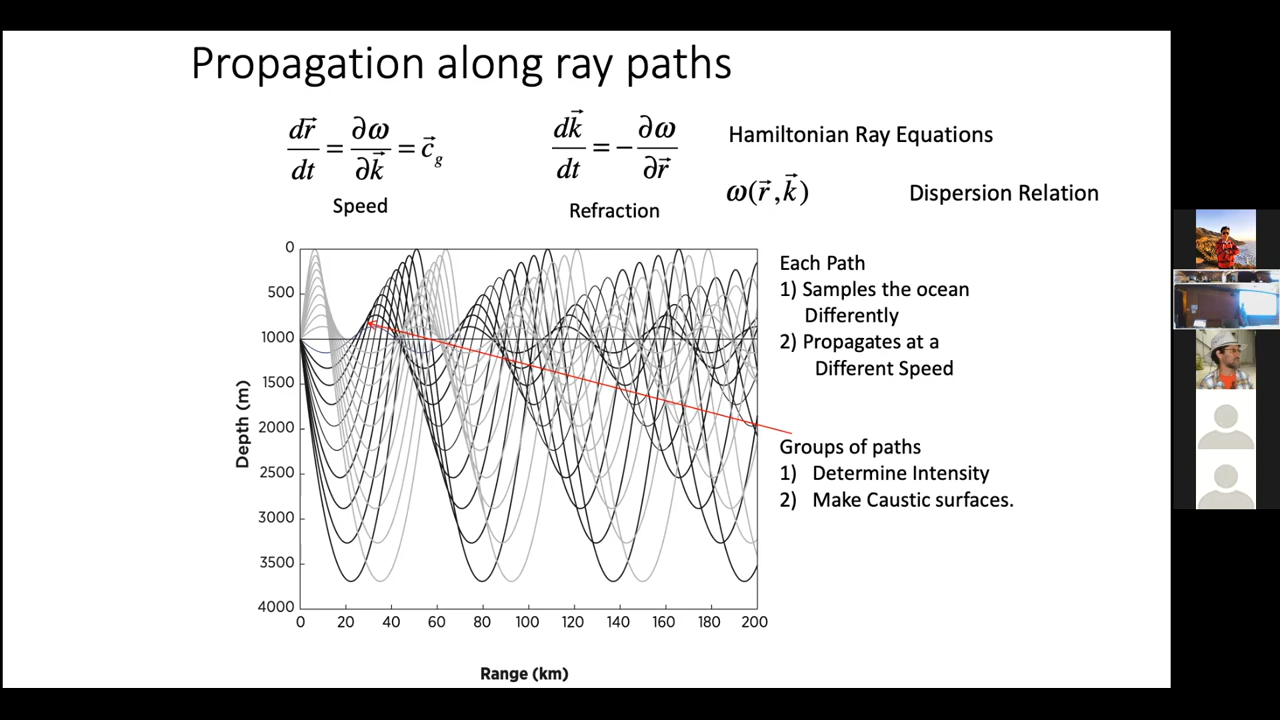 Propagation along ray paths
dr⃗/dt = ∂ω/∂k⃗ = c⃗_g
Speed
dk⃗/dt = −∂ω/∂r⃗
Refraction
Hamiltonian Ray Equations
ω(r⃗,k⃗)
Dispersion Relation
0
500
1000
1500
2000
2500
3000
3500
4000
Depth (m)
0 20 40 60 80 100 120 140 160 180 200
Range (km)
Each Path
1) Samples the ocean
Differently
2) Propagates at a
Different Speed
Groups of paths
1) Determine Intensity
2) Make Caustic surfaces.